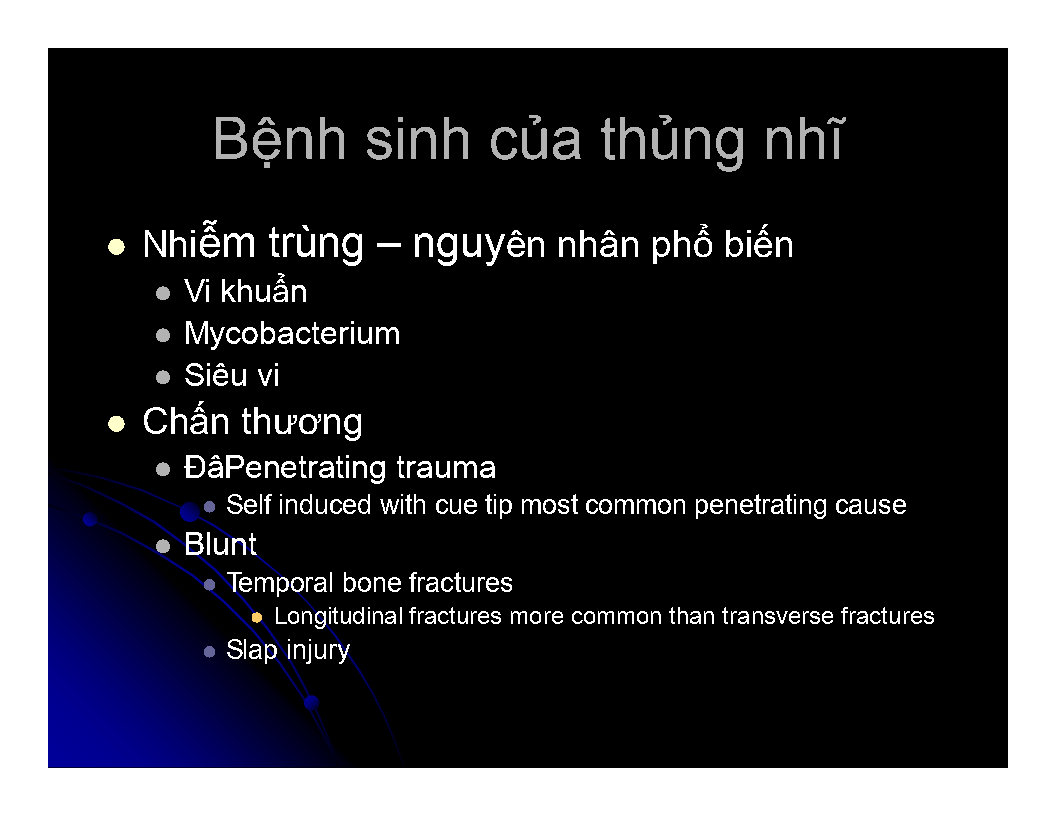 Bệnh sinh của thủng nhĩ
Nhiễm trùng – nguyên nhân phổ biến
Vi khuẩn
Mycobacterium
Siêu vi
Chấn thương
ĐâPenetrating trauma
Self induced with cue tip most common penetrating cause
Blunt
Temporal bone fractures
Longitudinal fractures more common than transverse fractures
Slap injury